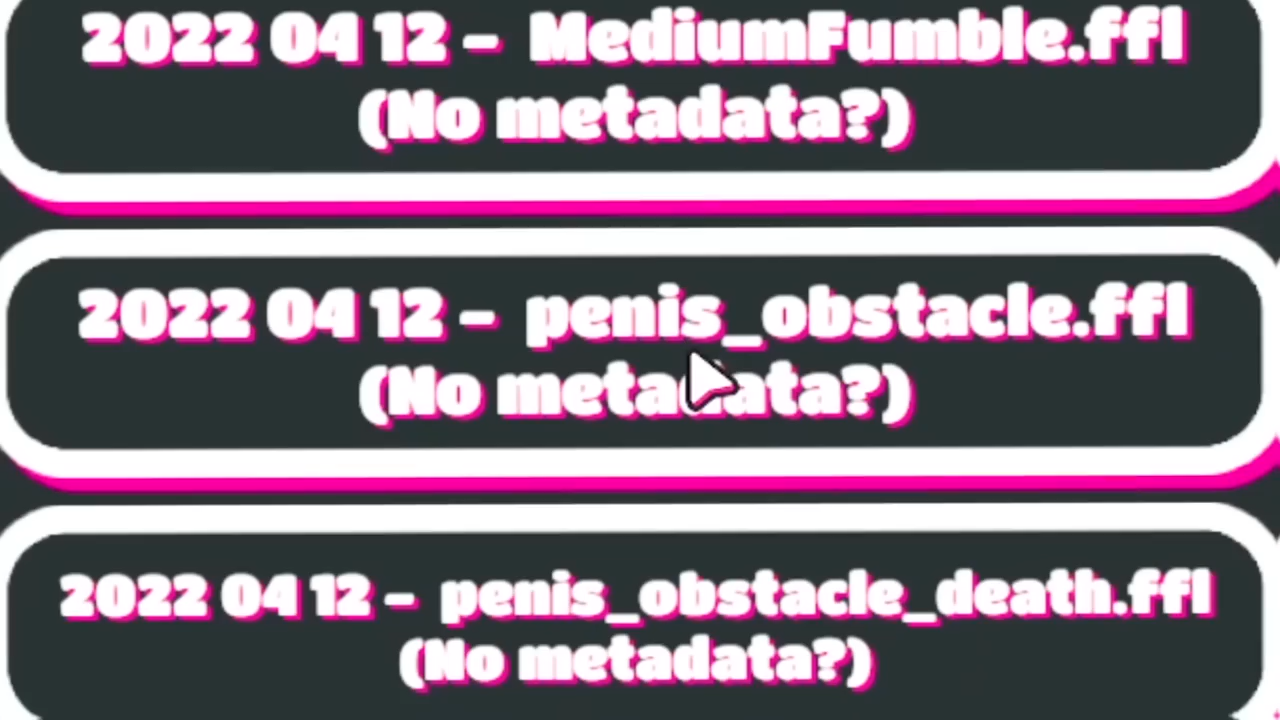 2022 04 12 - MediumFumble.ffl
(No metadata?)
2022 04 12 - penis_obstacle.ffl
(No metadata?)
2022 04 12 - penis_obstacle_death.ffl
(No metadata?)